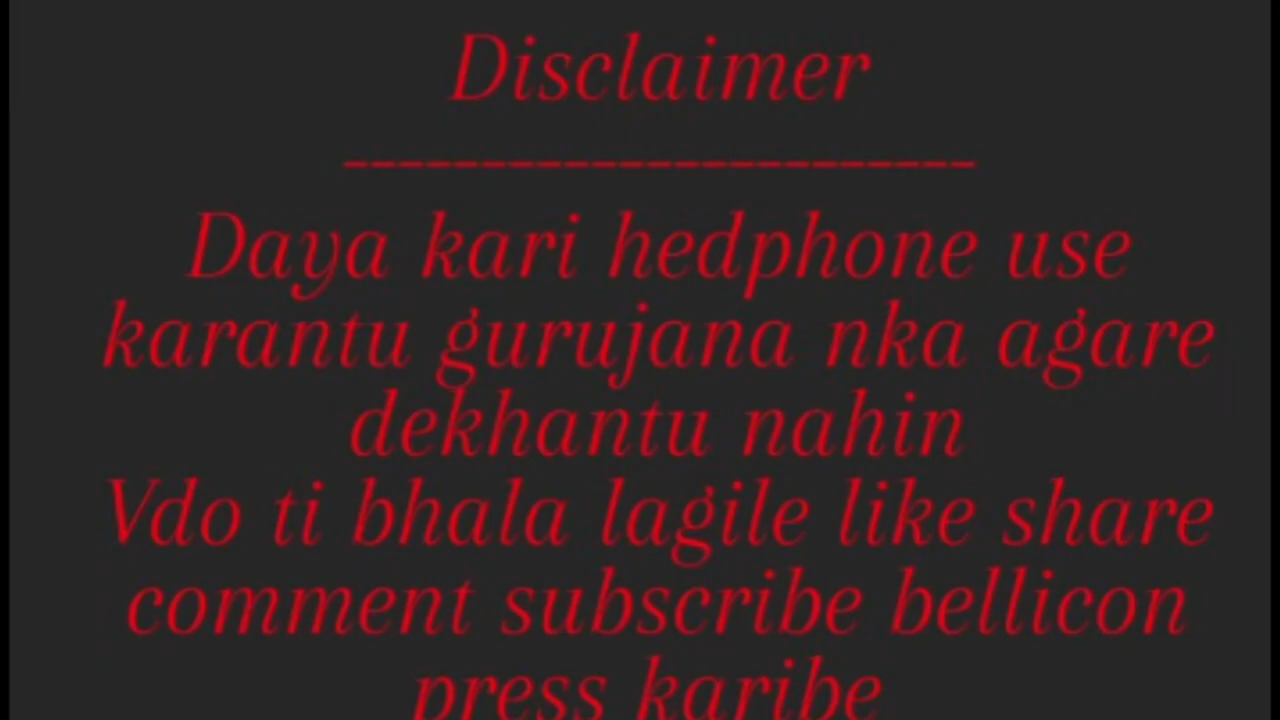 Disclaimer
-----------------------
Daya kari hedphone use
karantu gurujana nka agare
dekhantu nahin
Vdo ti bhala lagile like share
comment subscribe bellicon
press karibe